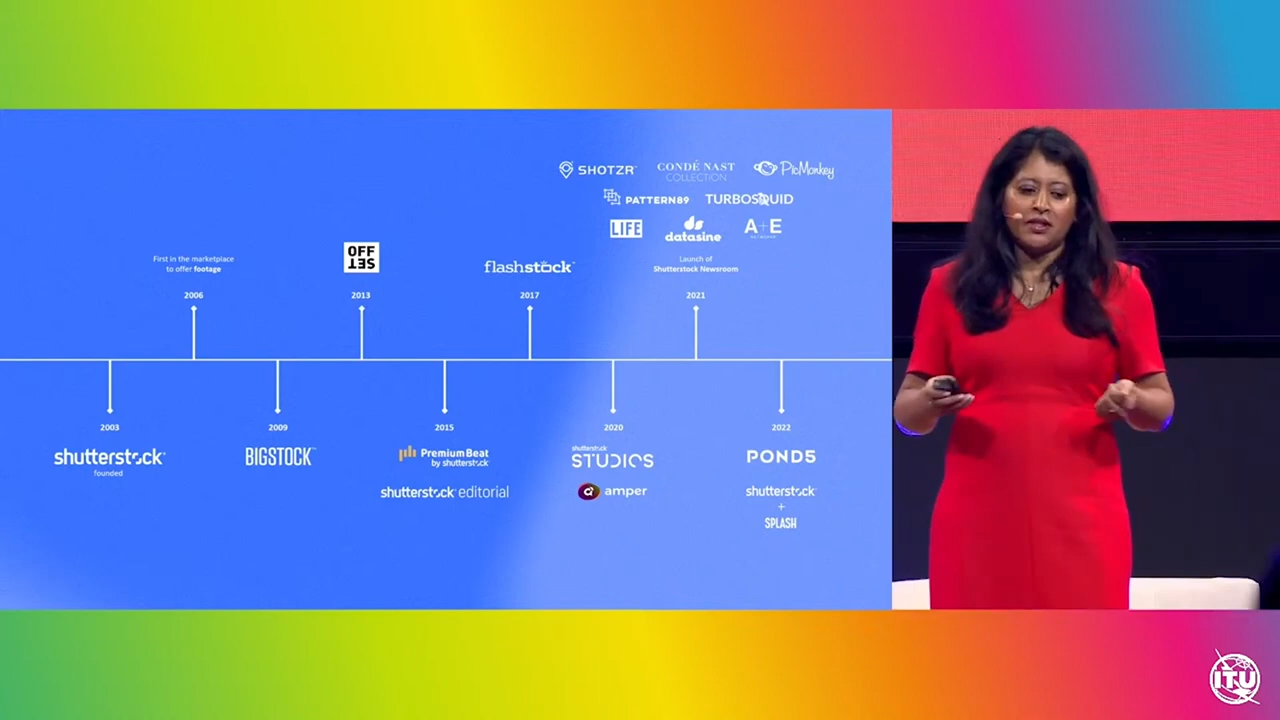 SHOTZR
CONDÉ NAST
COLLECTION
PicMonkey
PATTERN89
TURBOSQUID
LIFE
datasine
A+E
NETWORKS
First in the marketplace
to offer footage
OFF
SET
flashstock
Launch of
Shutterstock Newsroom
2006
2013
2017
2021
2003
2009
2015
2020
2022
shutterstock
founded
BIGSTOCK
PremiumBeat
by shutterstock
shutterstock editorial
shutterstock
STUDIOS
amper
POND5
shutterstock
+
SPLASH
ITU